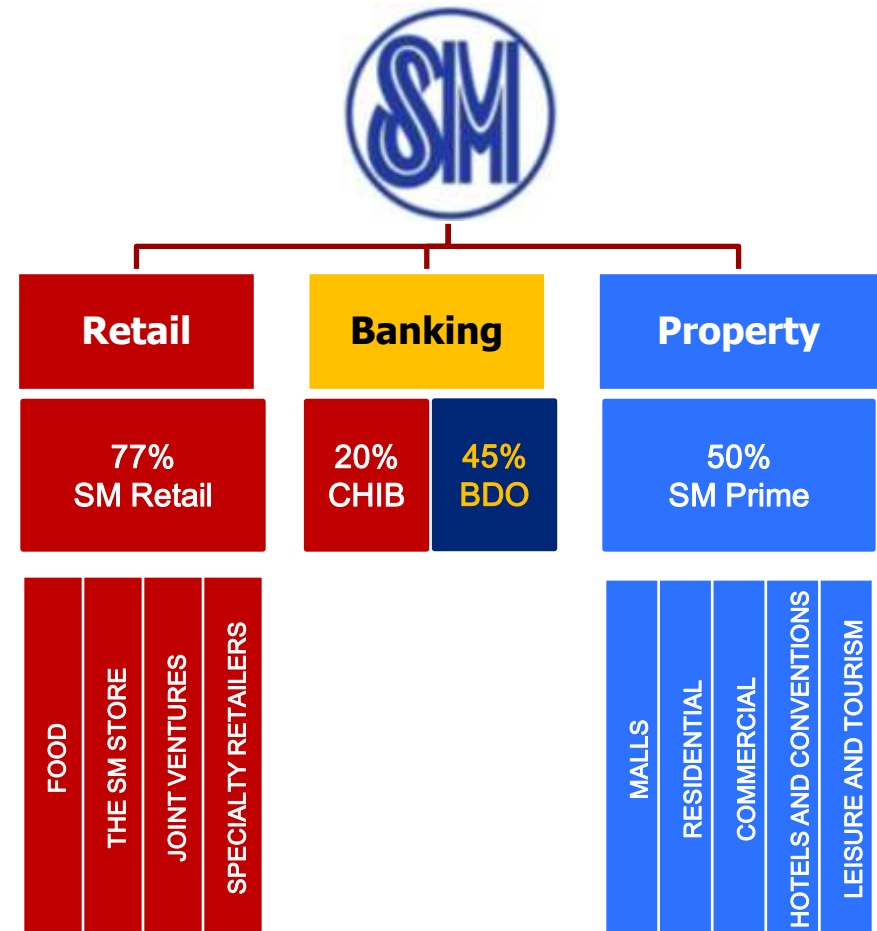 SM
Retail
Banking
Property
77%
SM Retail
20%
CHIB
45%
BDO
50%
SM Prime
FOOD
THE SM STORE
JOINT VENTURES
SPECIALTY RETAILERS
MALLS
RESIDENTIAL
COMMERCIAL
HOTELS AND CONVENTIONS
LEISURE AND TOURISM